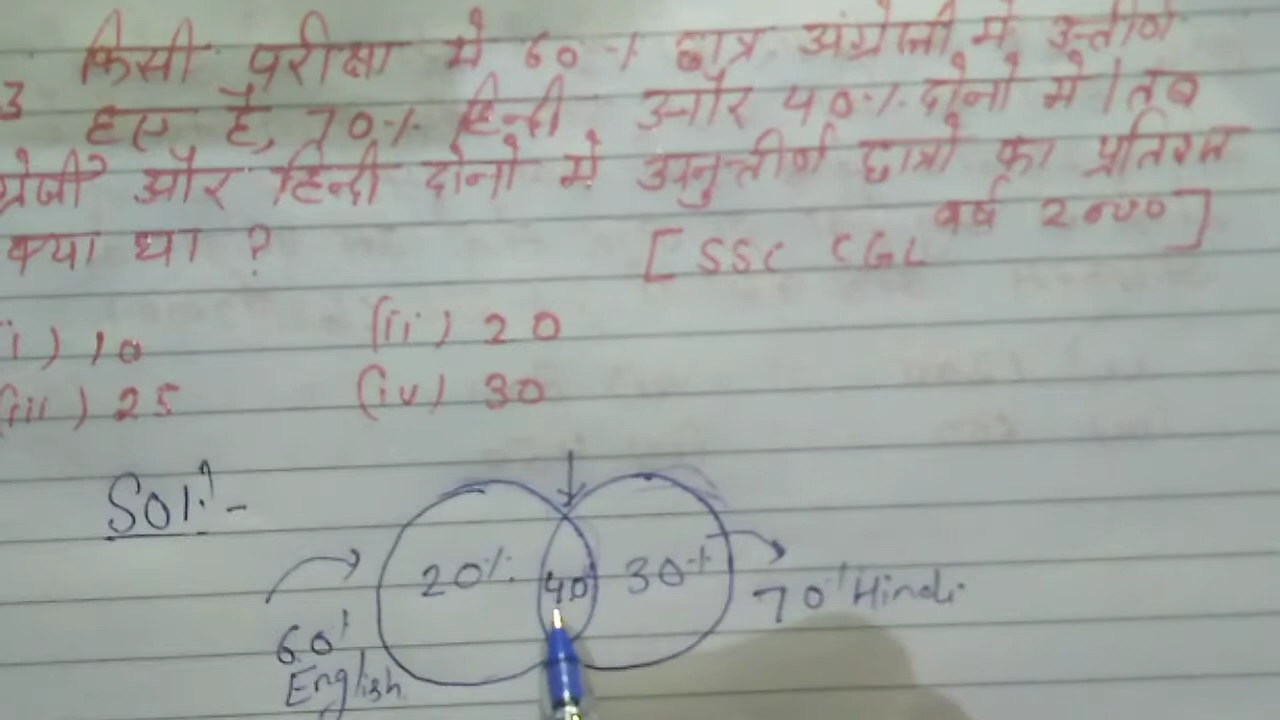 किसी परीक्षा मे 60 % छात्र अंग्रेजी मे उत्तीर्ण
3 हुए है, 70% हिन्दी और 40% दोनो मे। तब
ग्रेजी और हिन्दी दोनो मे अनुत्तीर्ण छात्रो का प्रतिशत
क्या था ? [SSC CGL वर्ष 2000]
i) 10 (ii) 20
(iii) 25 (iv) 30
Sol:-
20% 40 30%
60% English
70% Hindi